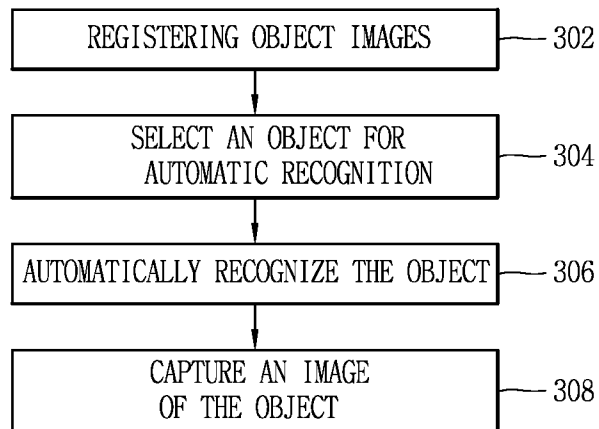 REGISTERING OBJECT IMAGES 302
SELECT AN OBJECT FOR
AUTOMATIC RECOGNITION 304
AUTOMATICALLY RECOGNIZE THE OBJECT 306
CAPTURE AN IMAGE
OF THE OBJECT 308